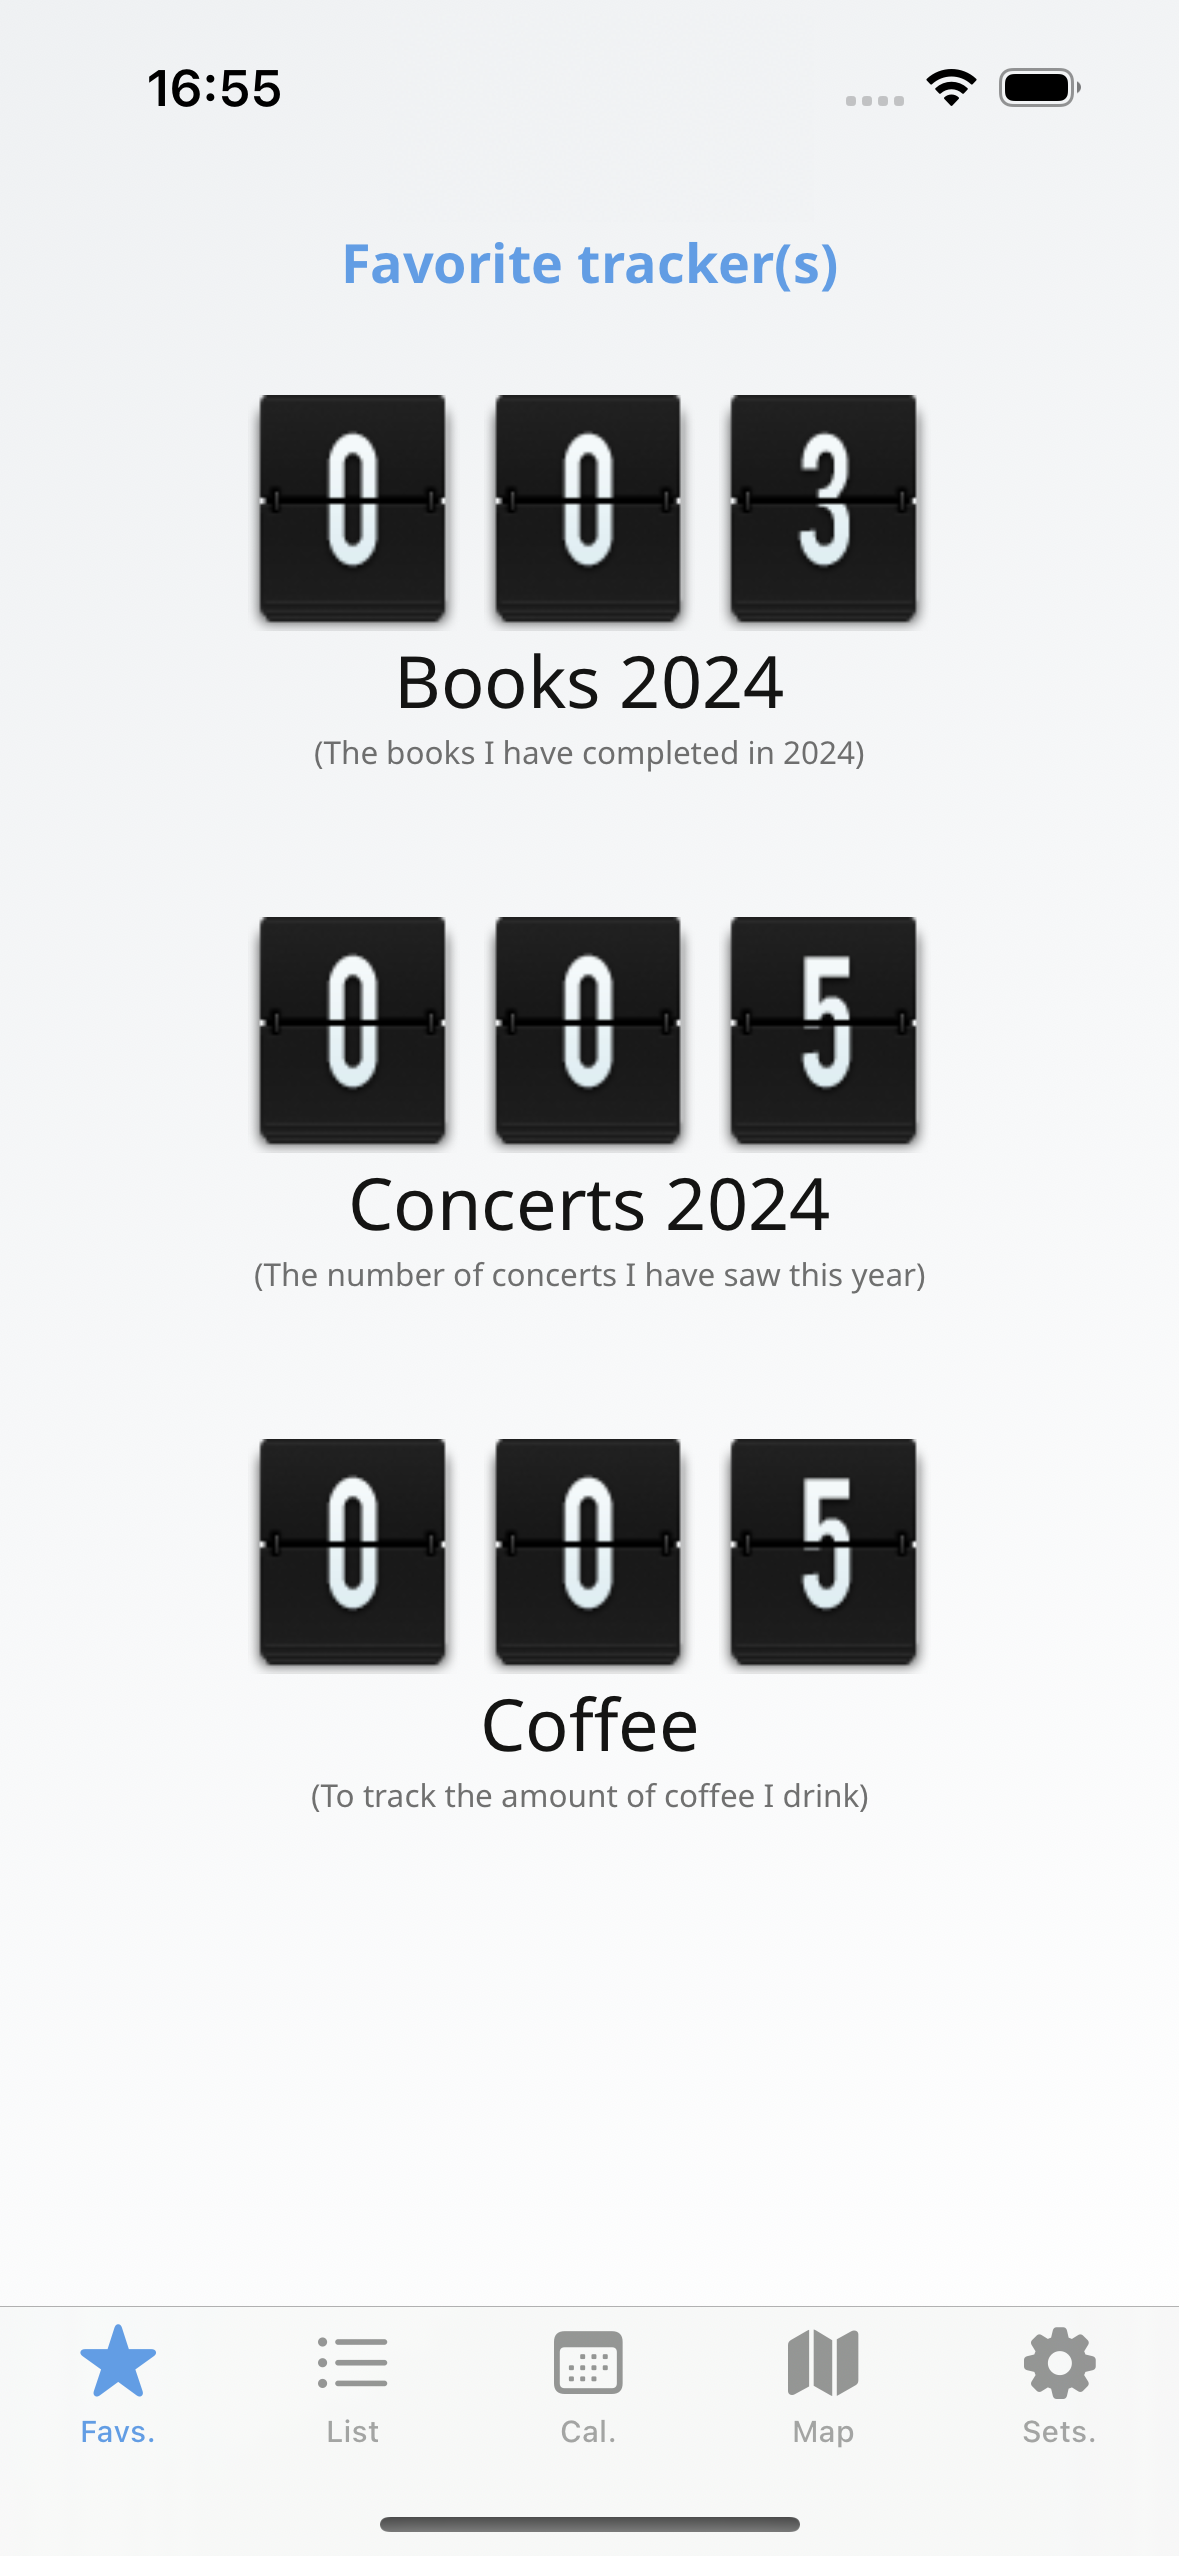 16:55
Favorite tracker(s)
0 0 3
Books 2024
(The books I have completed in 2024)
0 0 5
Concerts 2024
(The number of concerts I have saw this year)
0 0 5
Coffee
(To track the amount of coffee I drink)
Favs. List Cal. Map Sets.